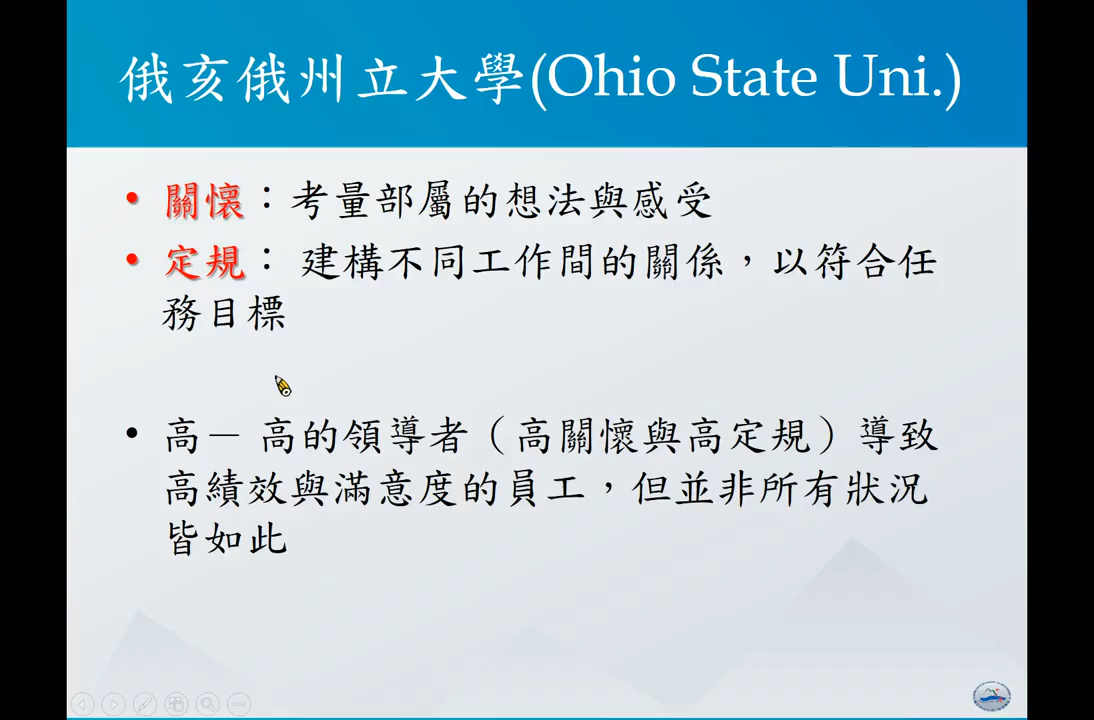 俄亥俄州立大學(Ohio State Uni.)
• 關懷：考量部屬的想法與感受
• 定規： 建構不同工作間的關係，以符合任
務目標
• 高－ 高的領導者（高關懷與高定規）導致
高績效與滿意度的員工，但並非所有狀況
皆如此